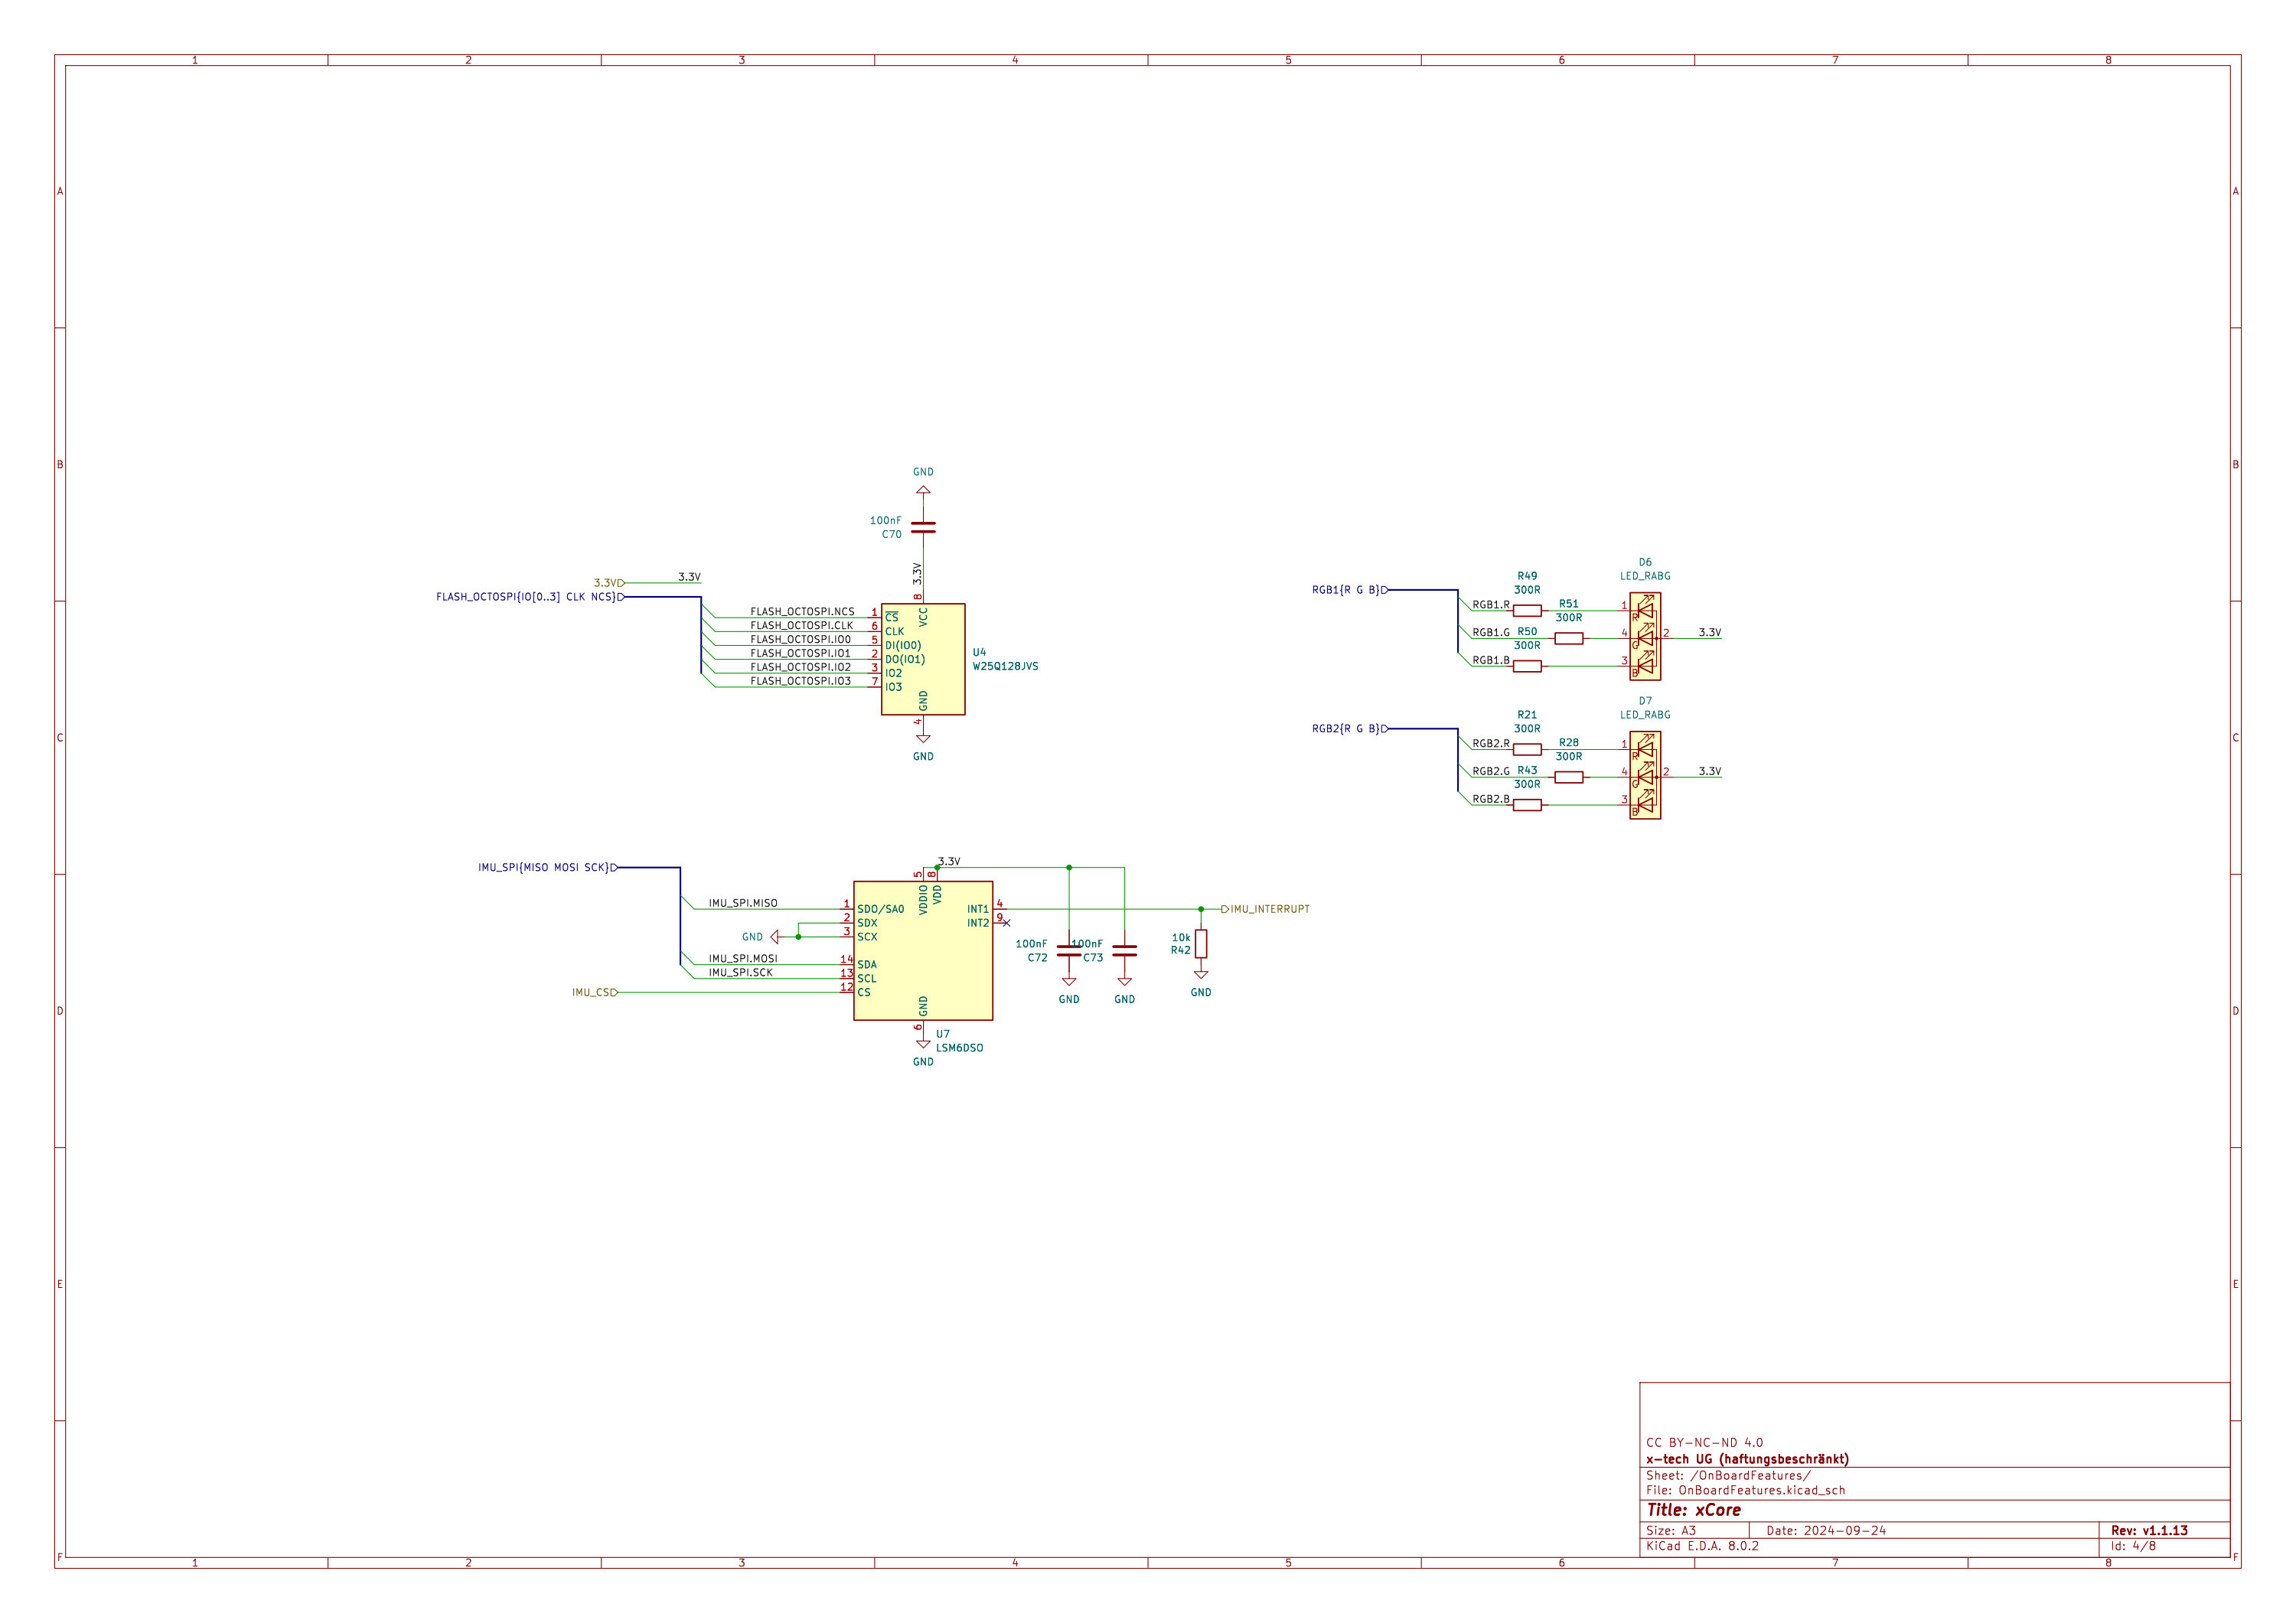 1 2 3 4 5 6 7 8
A A
B B
C C
D D
E E
F F
GND
100nF
C70
3.3V
3.3V
3.3V
FLASH_OCTOSPI{IO[0..3] CLK NCS}
FLASH_OCTOSPI.NCS
FLASH_OCTOSPI.CLK
FLASH_OCTOSPI.IO0
FLASH_OCTOSPI.IO1
FLASH_OCTOSPI.IO2
FLASH_OCTOSPI.IO3
8
VCC
1 CS
6 CLK
5 DI(IO0)
2 DO(IO1)
3 IO2
7 IO3
GND
4
U4
W25Q128JVS
GND
RGB1{R G B}
RGB1.R
RGB1.G
RGB1.B
R49
300R
R51
300R
R50
300R
D6
LED_RABG
1 R
4 G
3 B
2
3.3V
RGB2{R G B}
RGB2.R
RGB2.G
RGB2.B
R21
300R
R28
300R
R43
300R
D7
LED_RABG
1 R
4 G
3 B
2
3.3V
IMU_SPI{MISO MOSI SCK}
IMU_SPI.MISO
GND
IMU_SPI.MOSI
IMU_SPI.SCK
IMU_CS
3.3V
5 8
VDDIO VDD
1 SDO/SA0
2 SDX
3 SCX
14 SDA
13 SCL
12 CS
INT1 4
INT2 9
GND
6
U7
LSM6DSO
GND
IMU_INTERRUPT
100nF
C72
GND
100nF
C73
GND
10k
R42
GND
CC BY-NC-ND 4.0
x-tech UG (haftungsbeschränkt)
Sheet: /OnBoardFeatures/
File: OnBoardFeatures.kicad_sch
Title: xCore
Size: A3 Date: 2024-09-24 Rev: v1.1.13
KiCad E.D.A. 8.0.2 Id: 4/8
1 2 3 4 5 6 7 8